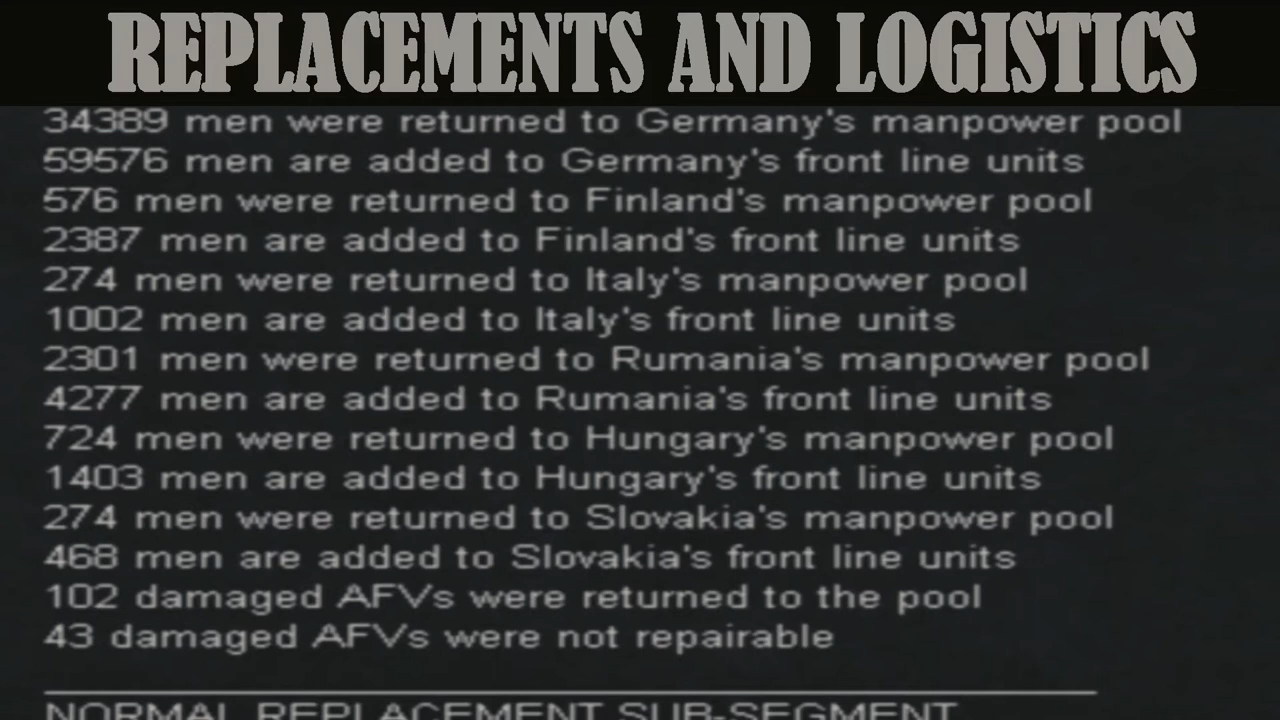 REPLACEMENTS AND LOGISTICS
34389 men were returned to Germany's manpower pool
59576 men are added to Germany's front line units
576 men were returned to Finland's manpower pool
2387 men are added to Finland's front line units
274 men were returned to Italy's manpower pool
1002 men are added to Italy's front line units
2301 men were returned to Rumania's manpower pool
4277 men are added to Rumania's front line units
724 men were returned to Hungary's manpower pool
1403 men are added to Hungary's front line units
274 men were returned to Slovakia's manpower pool
468 men are added to Slovakia's front line units
102 damaged AFVs were returned to the pool
43 damaged AFVs were not repairable
NORMAL REPLACEMENT SUB-SEGMENT